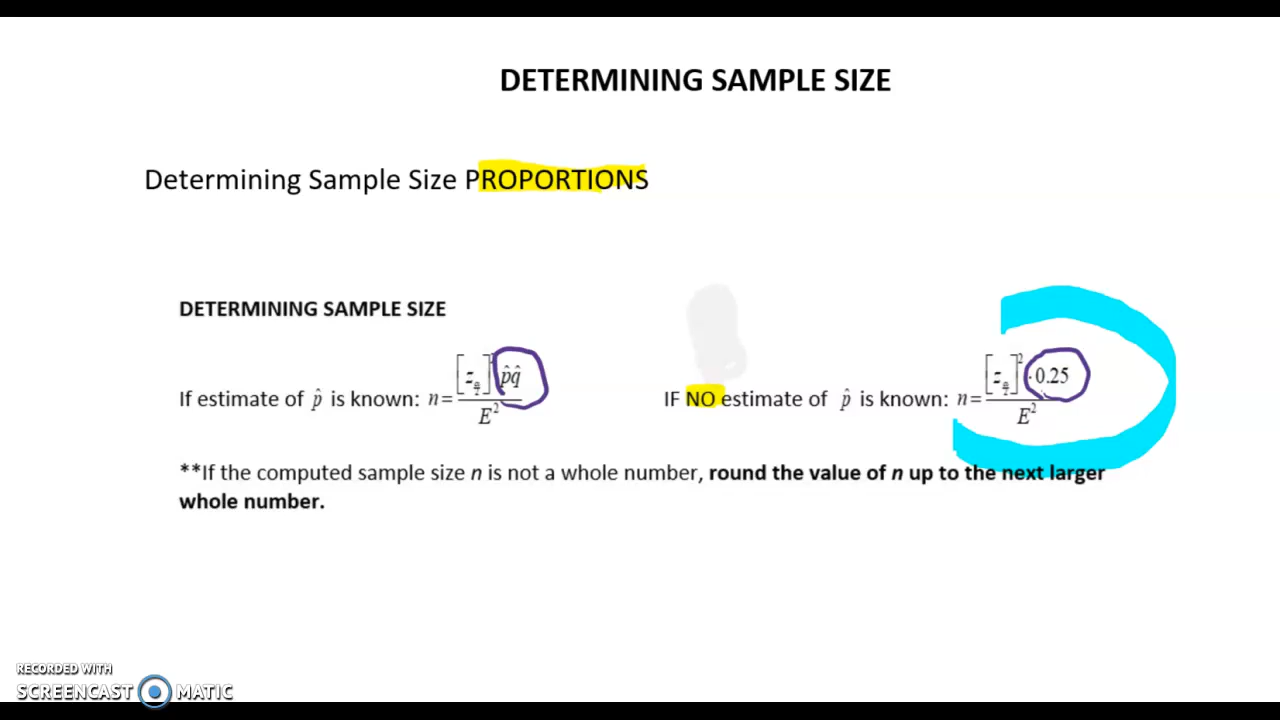 DETERMINING SAMPLE SIZE
Determining Sample Size PROPORTIONS
DETERMINING SAMPLE SIZE
If estimate of p̂ is known: n = [z_{α/2}]² p̂q̂ / E²
IF NO estimate of p̂ is known: n = [z_{α/2}]² · 0.25 / E²
**If the computed sample size n is not a whole number, round the value of n up to the next larger
whole number.
RECORDED WITH
SCREENCAST MATIC